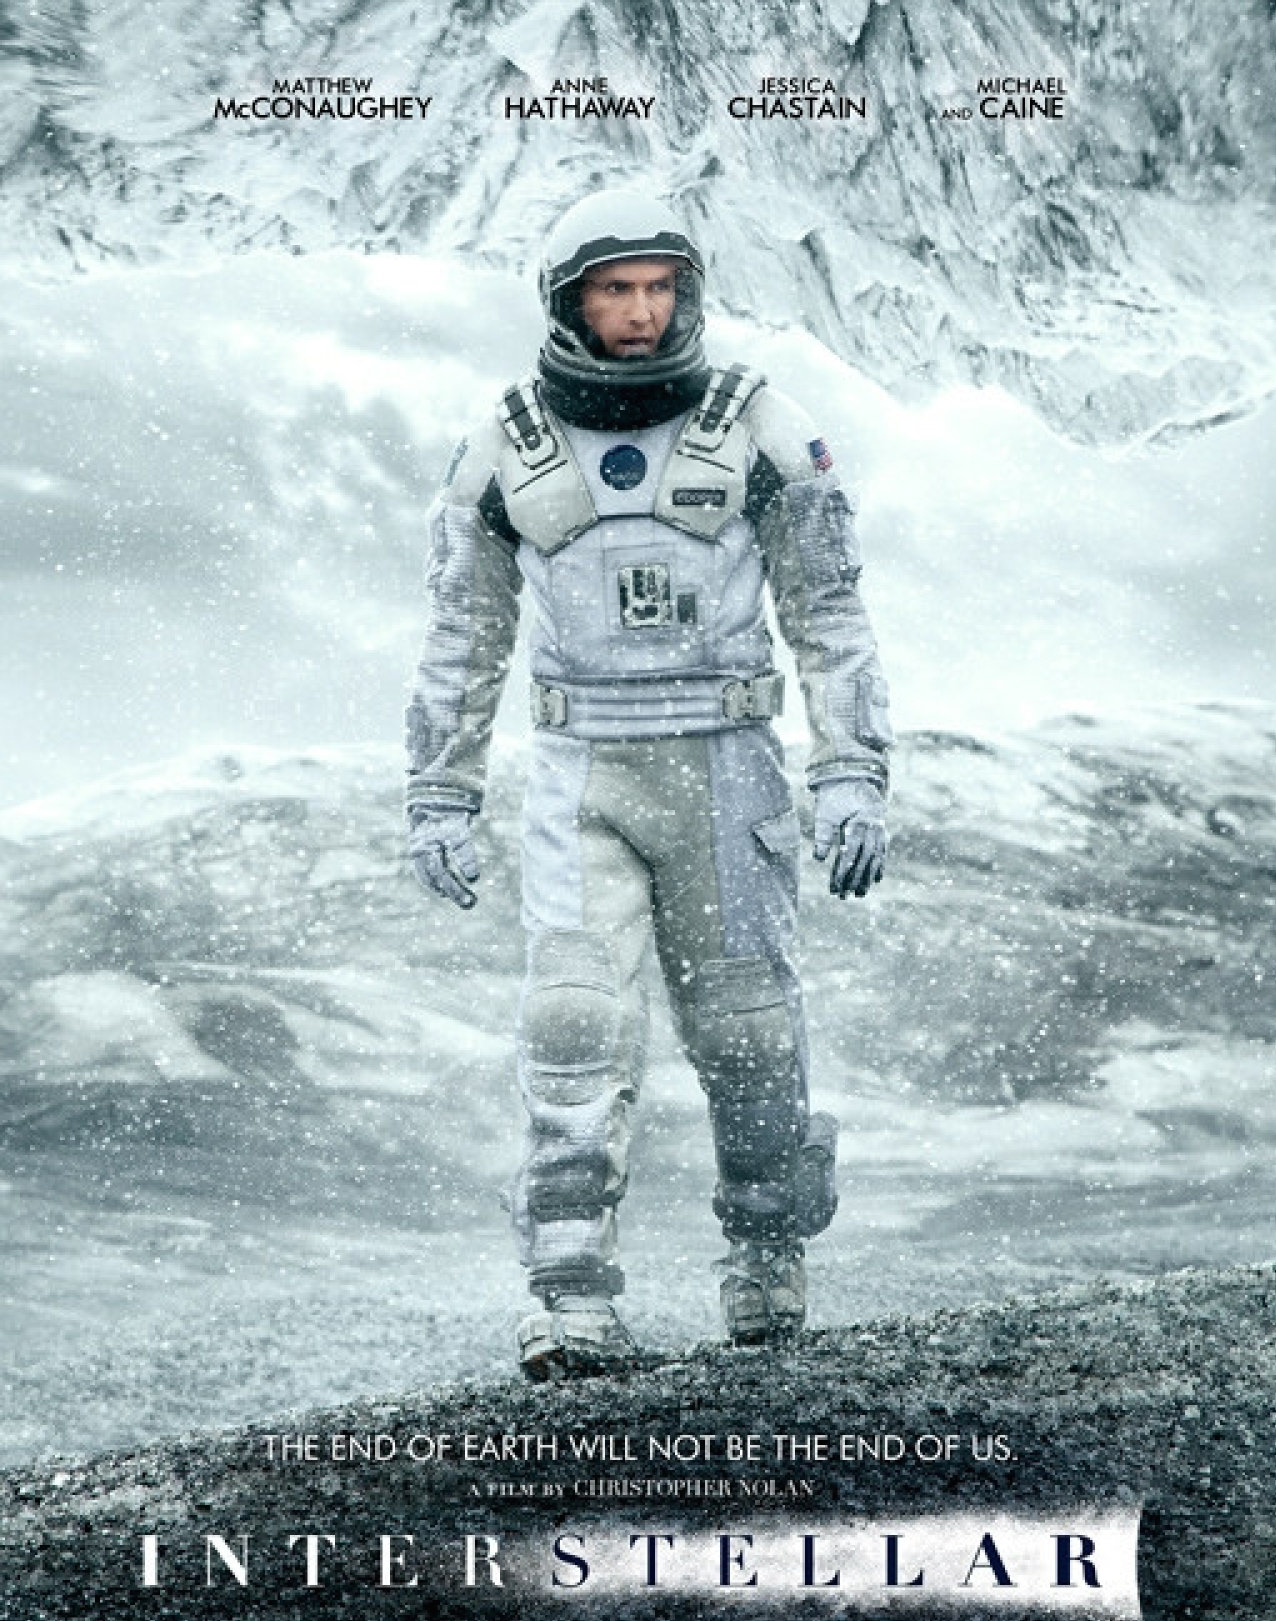 MATTHEW
McCONAUGHEY
ANNE
HATHAWAY
JESSICA
CHASTAIN
MICHAEL
AND CAINE
COOPER
THE END OF EARTH WILL NOT BE THE END OF US.
A FILM BY CHRISTOPHER NOLAN
INTERSTELLAR